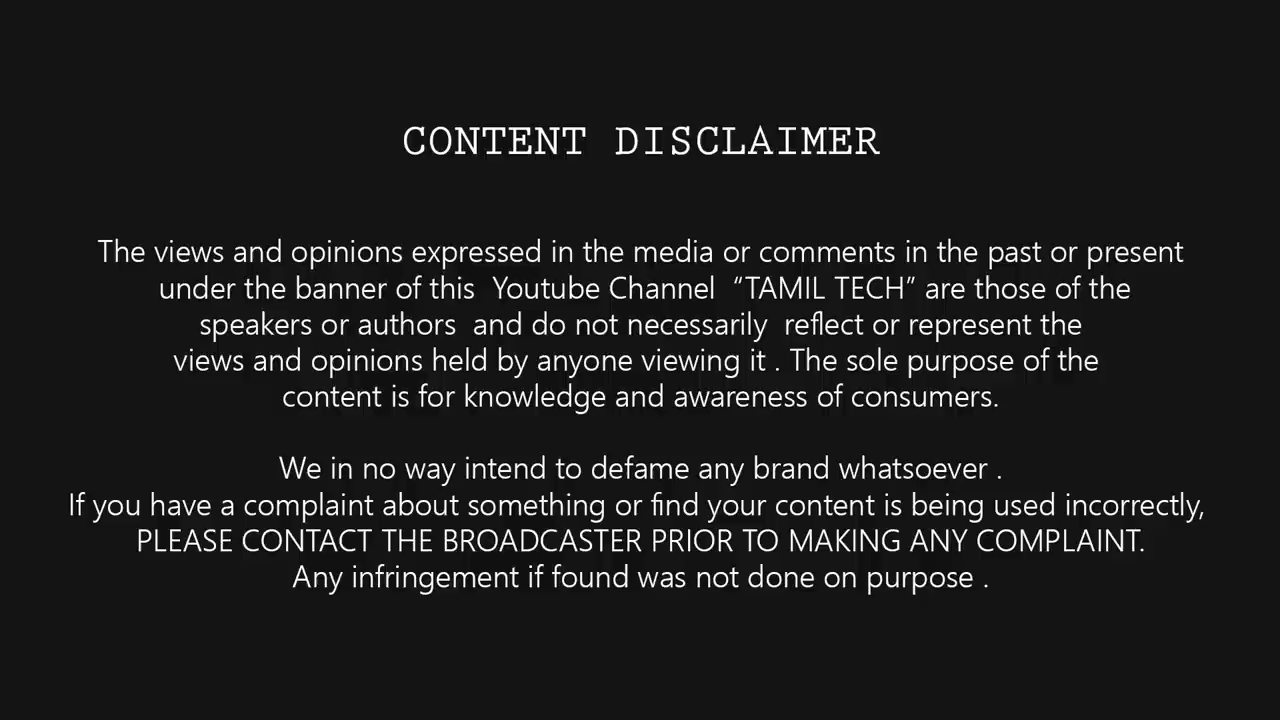 CONTENT DISCLAIMER
The views and opinions expressed in the media or comments in the past or present
under the banner of this  Youtube Channel  “TAMIL TECH” are those of the
speakers or authors  and do not necessarily  reflect or represent the
views and opinions held by anyone viewing it . The sole purpose of the
content is for knowledge and awareness of consumers.
We in no way intend to defame any brand whatsoever .
If you have a complaint about something or find your content is being used incorrectly,
PLEASE CONTACT THE BROADCASTER PRIOR TO MAKING ANY COMPLAINT.
Any infringement if found was not done on purpose .